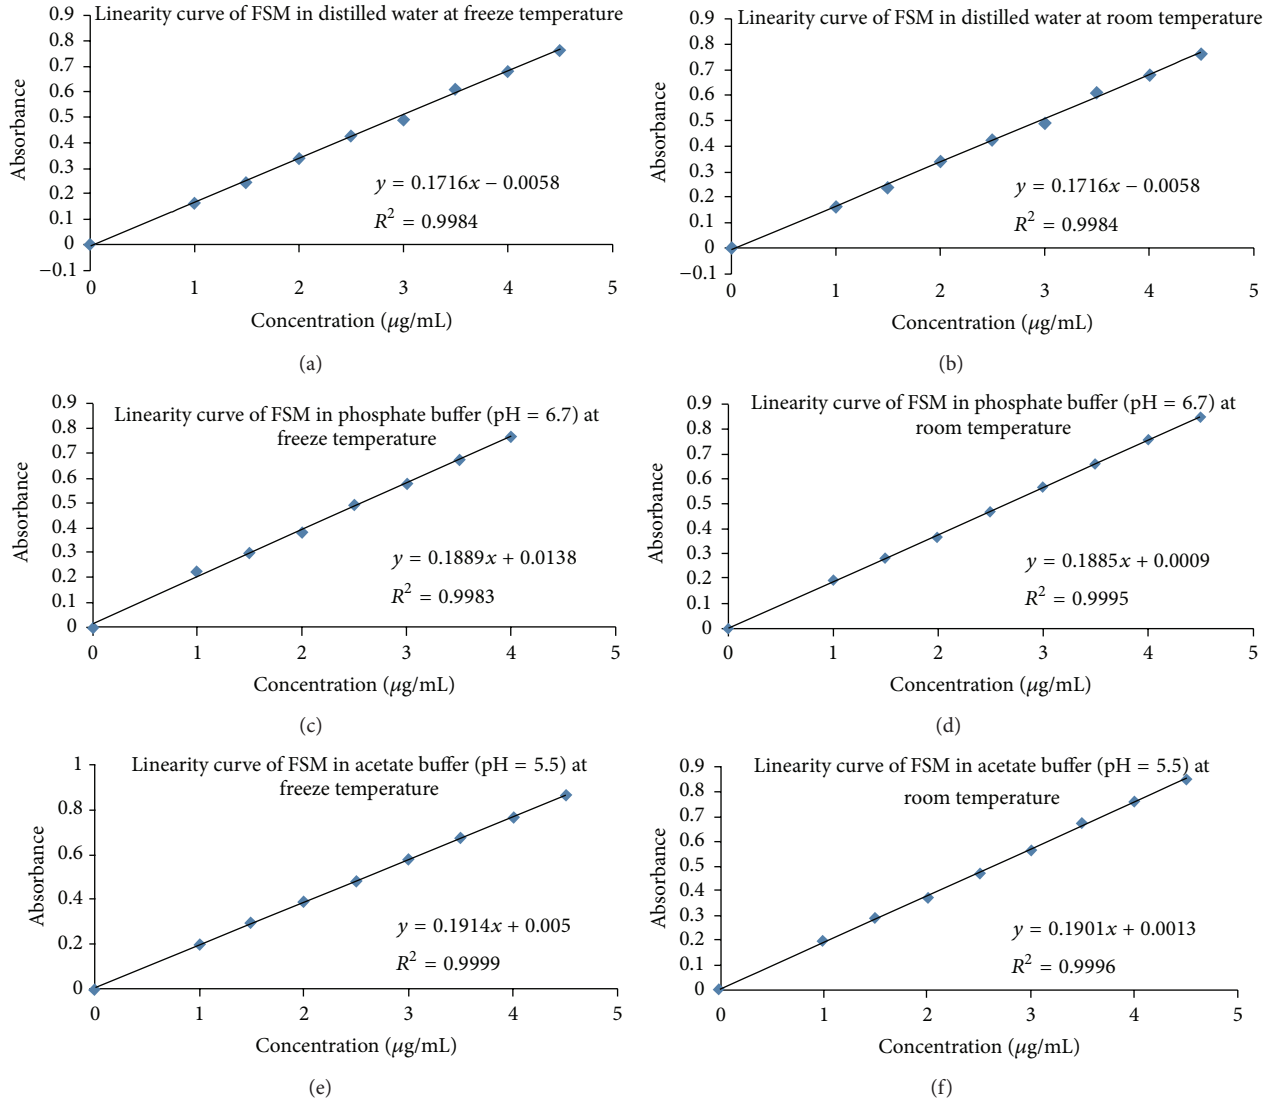 Linearity curve of FSM in distilled water at freeze temperature
0.9
0.8
0.7
0.6
0.5
0.4
0.3
0.2
0.1
0
−0.1
Absorbance
y = 0.1716x − 0.0058
R² = 0.9984
0 1 2 3 4 5
Concentration (μg/mL)
(a)
Linearity curve of FSM in distilled water at room temperature
0.9
0.8
0.7
0.6
0.5
0.4
0.3
0.2
0.1
0
−0.1
Absorbance
y = 0.1716x − 0.0058
R² = 0.9984
0 1 2 3 4 5
Concentration (μg/mL)
(b)
Linearity curve of FSM in phosphate buffer (pH = 6.7) at
freeze temperature
0.9
0.8
0.7
0.6
0.5
0.4
0.3
0.2
0.1
0
Absorbance
y = 0.1889x + 0.0138
R² = 0.9983
0 1 2 3 4 5
Concentration (μg/mL)
(c)
Linearity curve of FSM in phosphate buffer (pH = 6.7) at
room temperature
0.9
0.8
0.7
0.6
0.5
0.4
0.3
0.2
0.1
0
Absorbance
y = 0.1885x + 0.0009
R² = 0.9995
0 1 2 3 4 5
Concentration (μg/mL)
(d)
Linearity curve of FSM in acetate buffer (pH = 5.5) at
freeze temperature
1
0.8
0.6
0.4
0.2
0
Absorbance
y = 0.1914x + 0.005
R² = 0.9999
0 1 2 3 4 5
Concentration (μg/mL)
(e)
Linearity curve of FSM in acetate buffer (pH = 5.5) at
room temperature
0.9
0.8
0.7
0.6
0.5
0.4
0.3
0.2
0.1
0
Absorbance
y = 0.1901x + 0.0013
R² = 0.9996
0 1 2 3 4 5
Concentration (μg/mL)
(f)